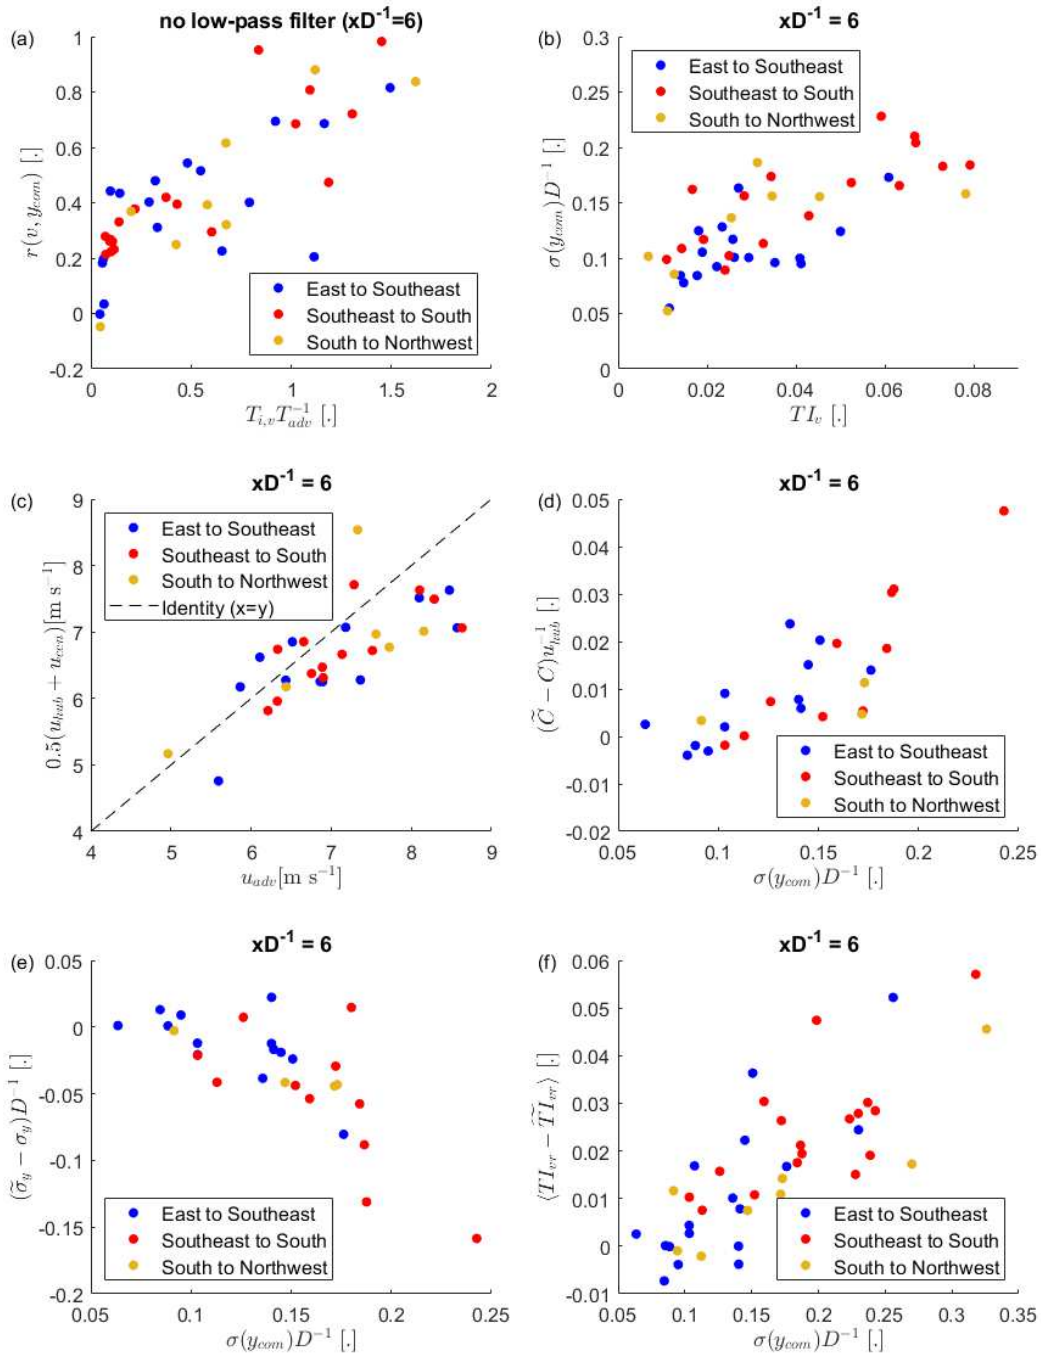 (a) no low-pass filter (xD⁻¹=6)
1
0.8
0.6
0.4
0.2
0
-0.2
r(v, y_com) [.]
East to Southeast
Southeast to South
South to Northwest
0 0.5 1 1.5 2
T_{i,v} T_{adv}^{-1} [.]
(b) xD⁻¹ = 6
0.3
0.25
0.2
0.15
0.1
0.05
0
σ(y_com)D⁻¹ [.]
East to Southeast
Southeast to South
South to Northwest
0 0.02 0.04 0.06 0.08
TI_v [.]
(c) xD⁻¹ = 6
9
8
7
6
5
4
0.5(u_hub + u_cen)[m s⁻¹]
East to Southeast
Southeast to South
South to Northwest
Identity (x=y)
4 5 6 7 8 9
u_adv[m s⁻¹]
(d) xD⁻¹ = 6
0.05
0.04
0.03
0.02
0.01
0
-0.01
-0.02
(C̃ − C)u_{hub}^{-1} [.]
East to Southeast
Southeast to South
South to Northwest
0.05 0.1 0.15 0.2 0.25
σ(y_com)D⁻¹ [.]
(e) xD⁻¹ = 6
0.05
0
-0.05
-0.1
-0.15
-0.2
(σ̃_y − σ_y)D⁻¹ [.]
East to Southeast
Southeast to South
South to Northwest
0.05 0.1 0.15 0.2 0.25
σ(y_com)D⁻¹ [.]
(f) xD⁻¹ = 6
0.06
0.05
0.04
0.03
0.02
0.01
0
-0.01
⟨TI_vr − T̃I_vr⟩ [.]
East to Southeast
Southeast to South
South to Northwest
0.05 0.1 0.15 0.2 0.25 0.3 0.35
σ(y_com)D⁻¹ [.]